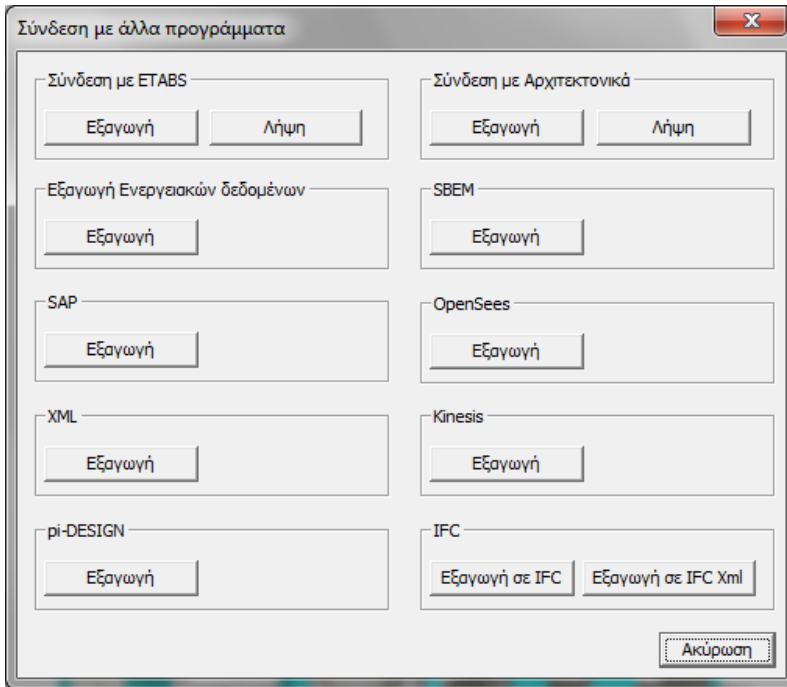 Σύνδεση με άλλα προγράμματα
Σύνδεση με ETABS
Εξαγωγή Λήψη
Σύνδεση με Αρχιτεκτονικά
Εξαγωγή Λήψη
Εξαγωγή Ενεργειακών δεδομένων
Εξαγωγή
SBEM
Εξαγωγή
SAP
Εξαγωγή
OpenSees
Εξαγωγή
XML
Εξαγωγή
Kinesis
Εξαγωγή
pi-DESIGN
Εξαγωγή
IFC
Εξαγωγή σε IFC Εξαγωγή σε IFC Xml
Ακύρωση